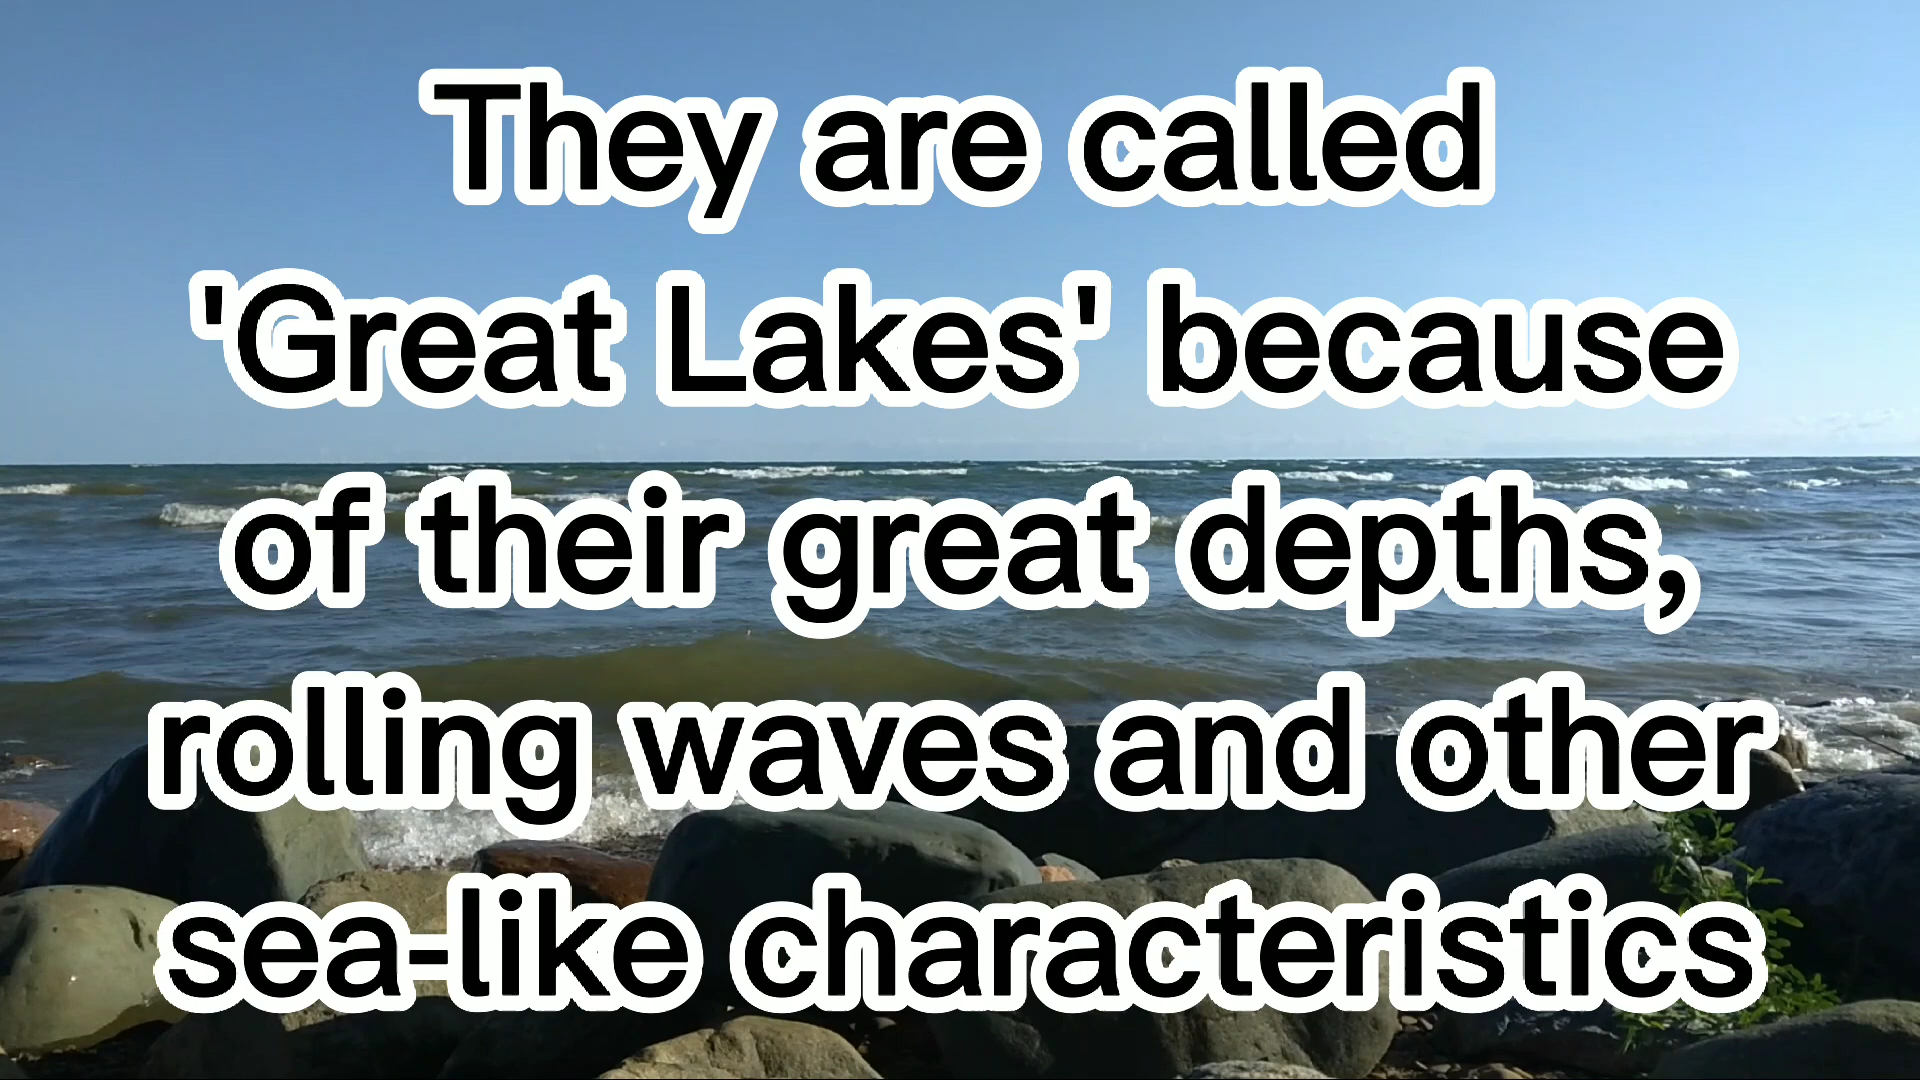 They are called
'Great Lakes' because
of their great depths,
rolling waves and other
sea-like characteristics